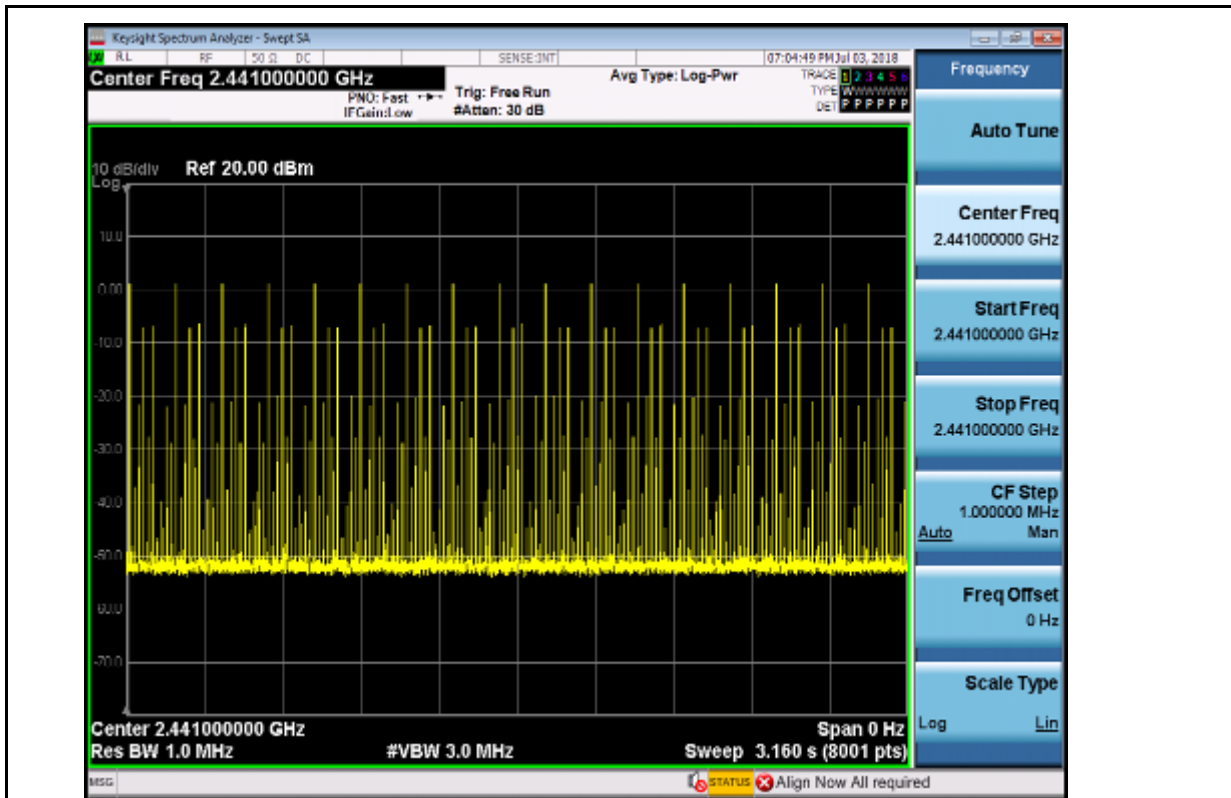 Keysight Spectrum Analyzer - Swept SA
RL RF 50 Ω DC SENSE:INT 07:04:49 PM Jul 03, 2018
Center Freq 2.441000000 GHz Avg Type: Log-Pwr TRACE 1 2 3 4 5 6
PNO: Fast Trig: Free Run TYPE WWWWWW
IFGain:Low #Atten: 30 dB DET P P P P P P
10 dB/div Ref 20.00 dBm
Log
10.0
0.00
-10.0
-20.0
-30.0
-40.0
-50.0
-60.0
-70.0
Center 2.441000000 GHz Span 0 Hz
Res BW 1.0 MHz #VBW 3.0 MHz Sweep 3.160 s (8001 pts)
MSG STATUS Align Now All required
Frequency
Auto Tune
Center Freq
2.441000000 GHz
Start Freq
2.441000000 GHz
Stop Freq
2.441000000 GHz
CF Step
1.000000 MHz
Auto Man
Freq Offset
0 Hz
Scale Type
Log Lin